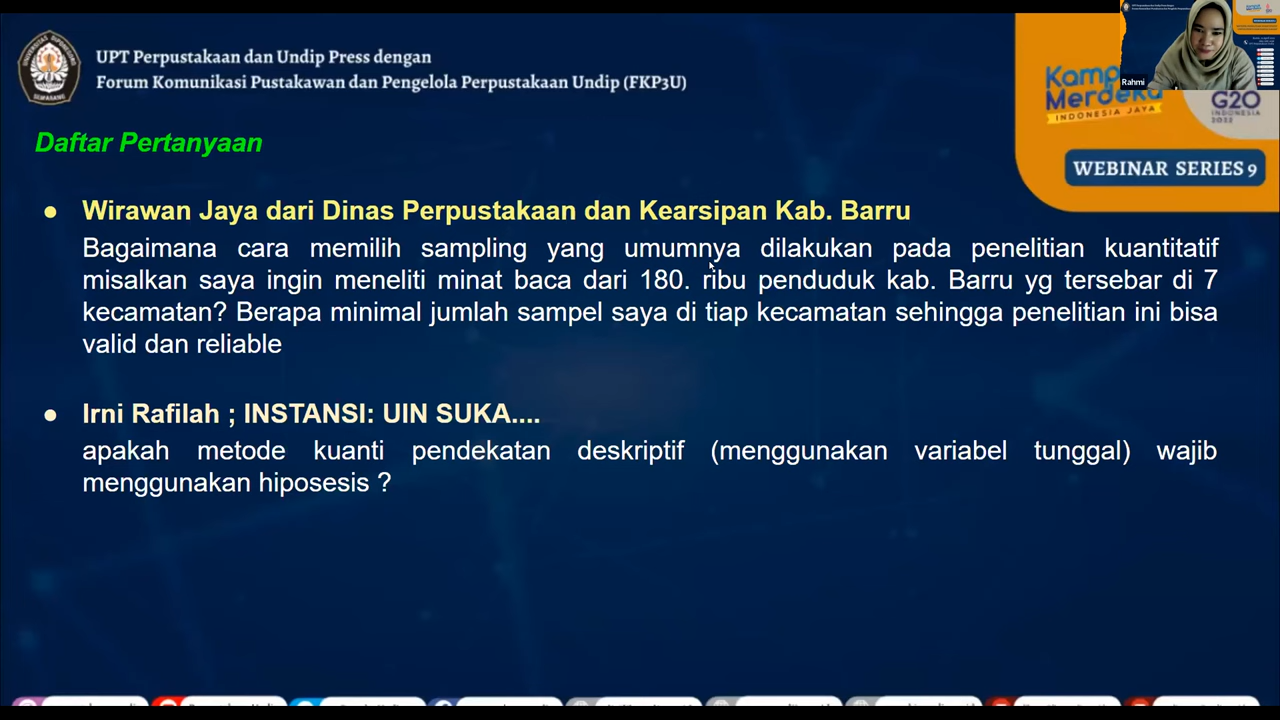 UPT Perpustakaan dan Undip Press dengan
Forum Komunikasi Pustakawan dan Pengelola Perpustakaan Undip (FKP3U)
Rahmi
Merdeka
INDONESIA JAYA
G20
INDONESIA
2022
WEBINAR SERIES 9
Daftar Pertanyaan
● Wirawan Jaya dari Dinas Perpustakaan dan Kearsipan Kab. Barru
Bagaimana cara memilih sampling yang umumnya dilakukan pada penelitian kuantitatif
misalkan saya ingin meneliti minat baca dari 180. ribu penduduk kab. Barru yg tersebar di 7
kecamatan? Berapa minimal jumlah sampel saya di tiap kecamatan sehingga penelitian ini bisa
valid dan reliable
● Irni Rafilah ; INSTANSI: UIN SUKA....
apakah metode kuanti pendekatan deskriptif (menggunakan variabel tunggal) wajib
menggunakan hiposesis ?